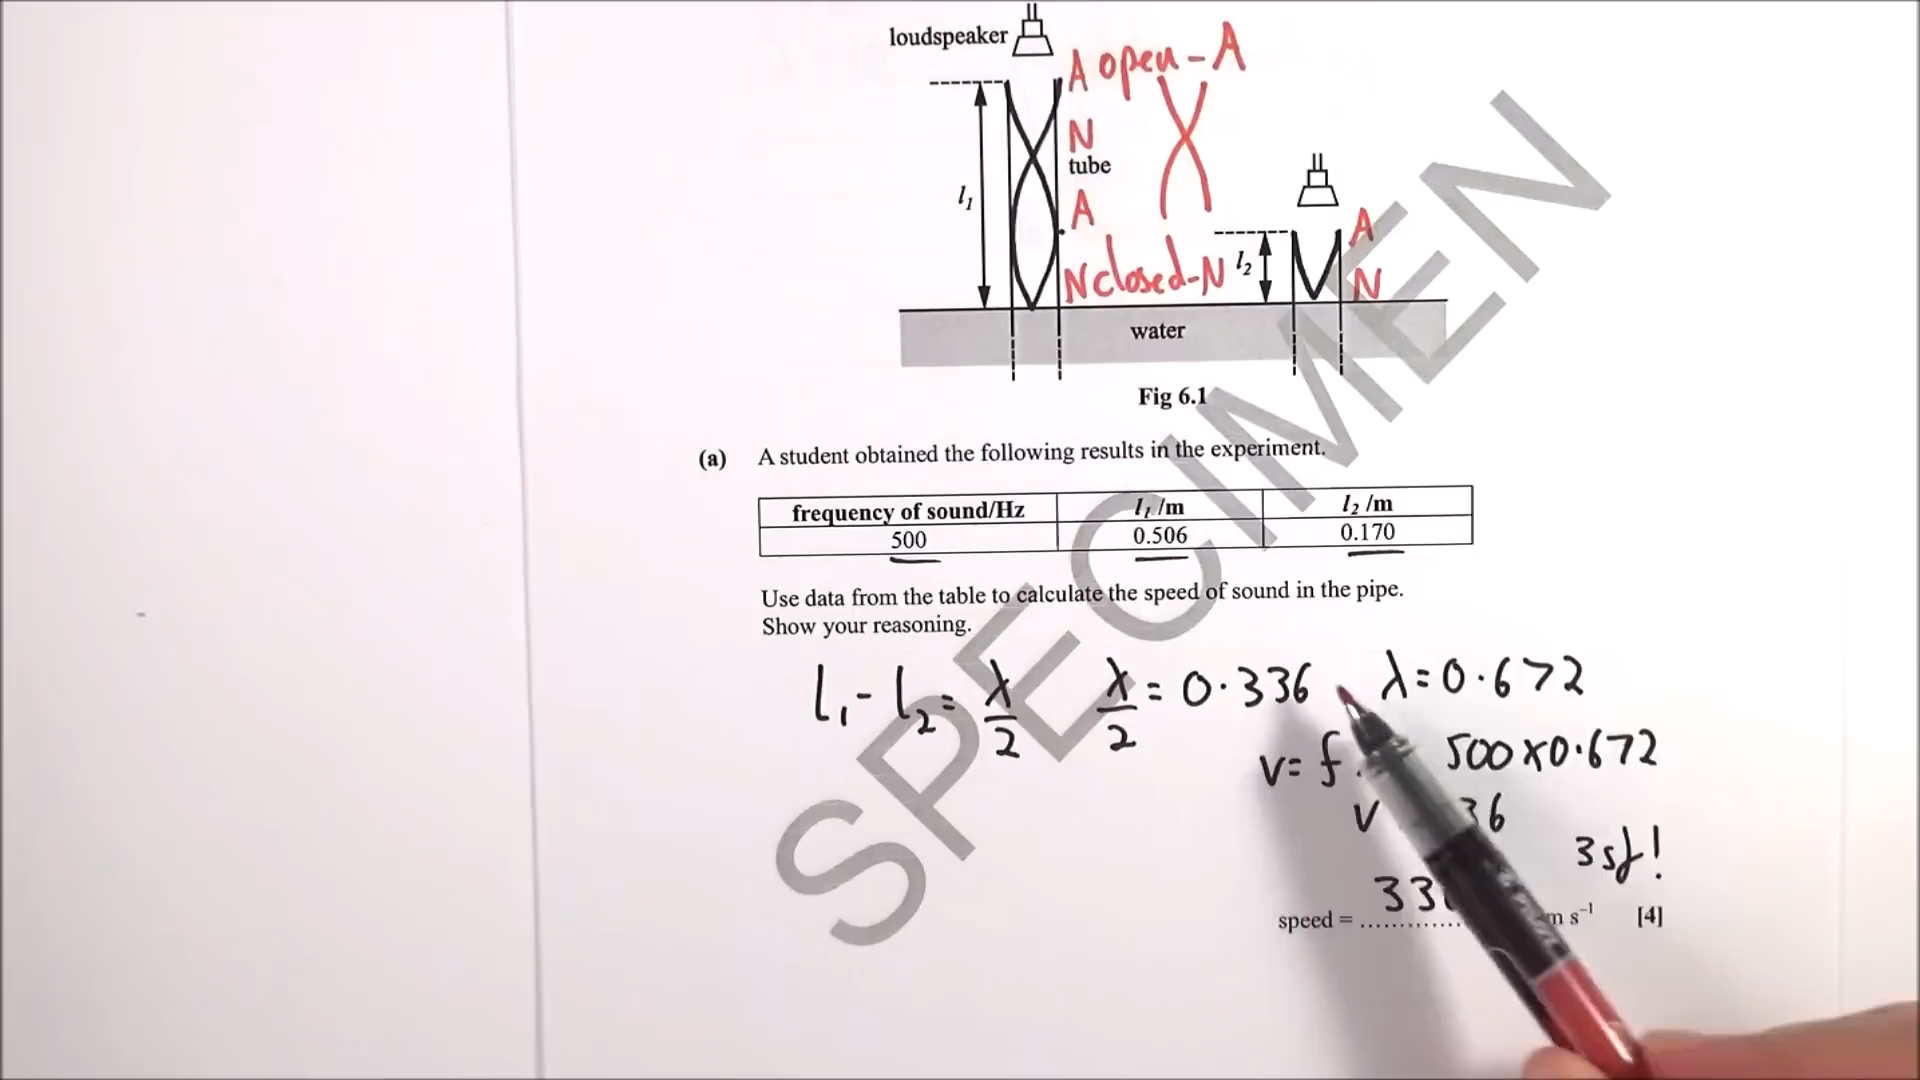 loudspeaker
A open - A
N
tube
l₁
A
A
N closed - N
l₂
N
water
Fig 6.1
(a) A student obtained the following results in the experiment.
frequency of sound/Hz l₁ /m l₂ /m
500 0.506 0.170
Use data from the table to calculate the speed of sound in the pipe.
Show your reasoning.
l₁ - l₂ = λ/2 λ/2 = 0.336 λ = 0.672
v = f 500 x 0.672
v 36
3sf!
speed = .............. m s⁻¹ [4]
SPECIMEN